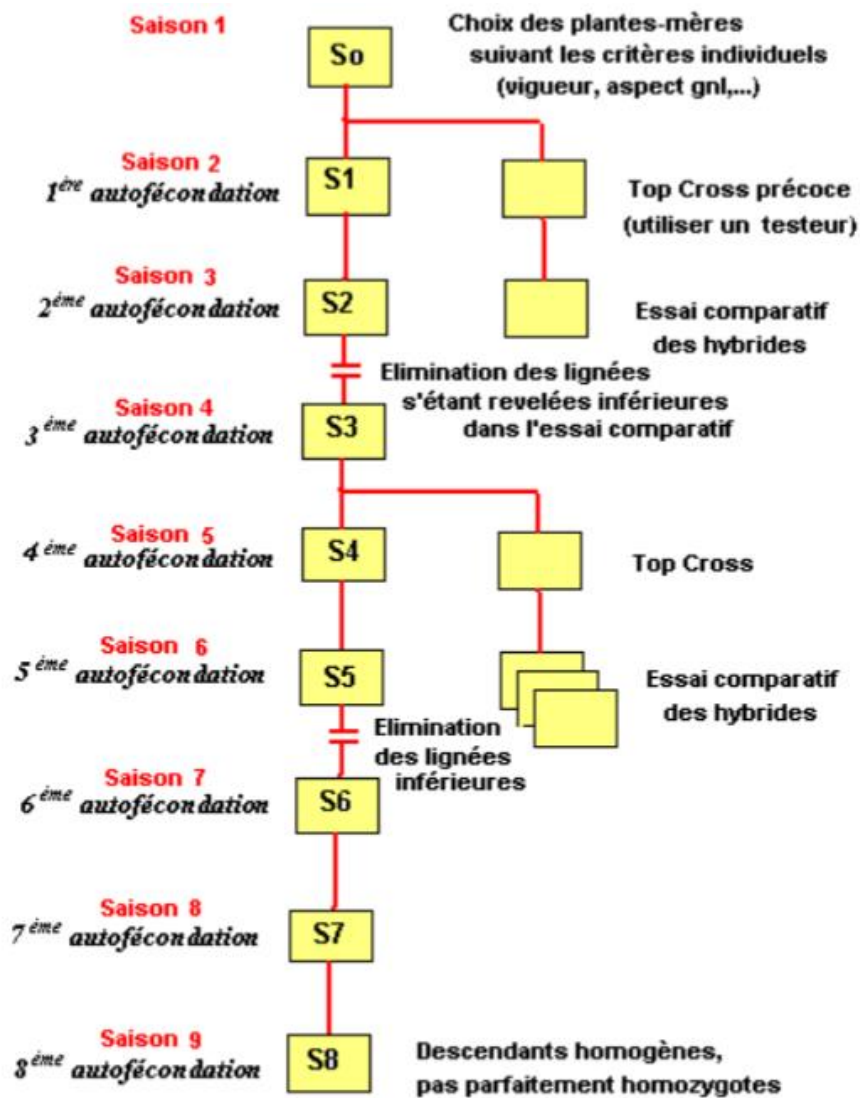 Saison 1
So
Choix des plantes-mères
suivant les critères individuels
(vigueur, aspect gnl,...)
Saison 2
1ère autofécondation
S1
Top Cross précoce
(utiliser un testeur)
Saison 3
2ème autofécondation
S2
Essai comparatif
des hybrides
Elimination des lignées
s'étant revelées inférieures
dans l'essai comparatif
Saison 4
3ème autofécondation
S3
Saison 5
4ème autofécondation
S4
Top Cross
Saison 6
5ème autofécondation
S5
Essai comparatif
des hybrides
Elimination
des lignées
inférieures
Saison 7
6ème autofécondation
S6
Saison 8
7ème autofécondation
S7
Saison 9
8ème autofécondation
S8
Descendants homogènes,
pas parfaitement homozygotes